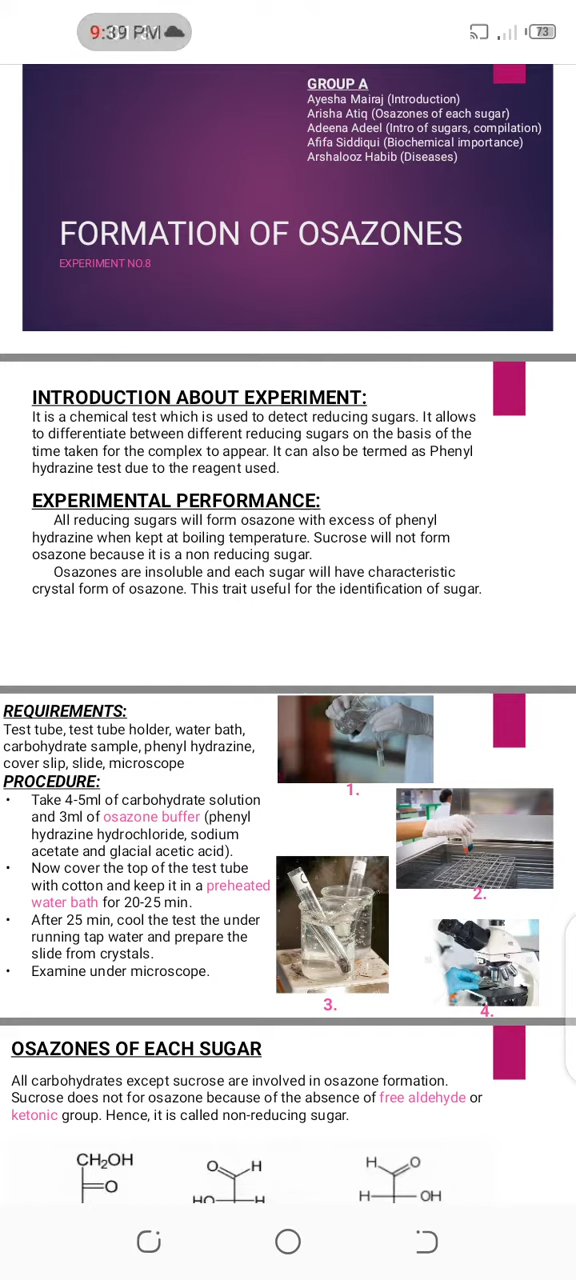 9:39 PM
73
GROUP A
Ayesha Mairaj (Introduction)
Arisha Atiq (Osazones of each sugar)
Adeena Adeel (Intro of sugars, compilation)
Afifa Siddiqui (Biochemical importance)
Arshalooz Habib (Diseases)
FORMATION OF OSAZONES
EXPERIMENT NO.8
INTRODUCTION ABOUT EXPERIMENT:
It is a chemical test which is used to detect reducing sugars. It allows
to differentiate between different reducing sugars on the basis of the
time taken for the complex to appear. It can also be termed as Phenyl
hydrazine test due to the reagent used.
EXPERIMENTAL PERFORMANCE:
All reducing sugars will form osazone with excess of phenyl
hydrazine when kept at boiling temperature. Sucrose will not form
osazone because it is a non reducing sugar.
Osazones are insoluble and each sugar will have characteristic
crystal form of osazone. This trait useful for the identification of sugar.
REQUIREMENTS:
Test tube, test tube holder, water bath,
carbohydrate sample, phenyl hydrazine,
cover slip, slide, microscope
PROCEDURE:
• Take 4-5ml of carbohydrate solution
and 3ml of osazone buffer (phenyl
hydrazine hydrochloride, sodium
acetate and glacial acetic acid).
• Now cover the top of the test tube
with cotton and keep it in a preheated
water bath for 20-25 min.
• After 25 min, cool the test the under
running tap water and prepare the
slide from crystals.
• Examine under microscope.
1.
2.
3.
4.
OSAZONES OF EACH SUGAR
All carbohydrates except sucrose are involved in osazone formation.
Sucrose does not for osazone because of the absence of free aldehyde or
ketonic group. Hence, it is called non-reducing sugar.
CH₂OH
O
O H
HO H
H O
H OH